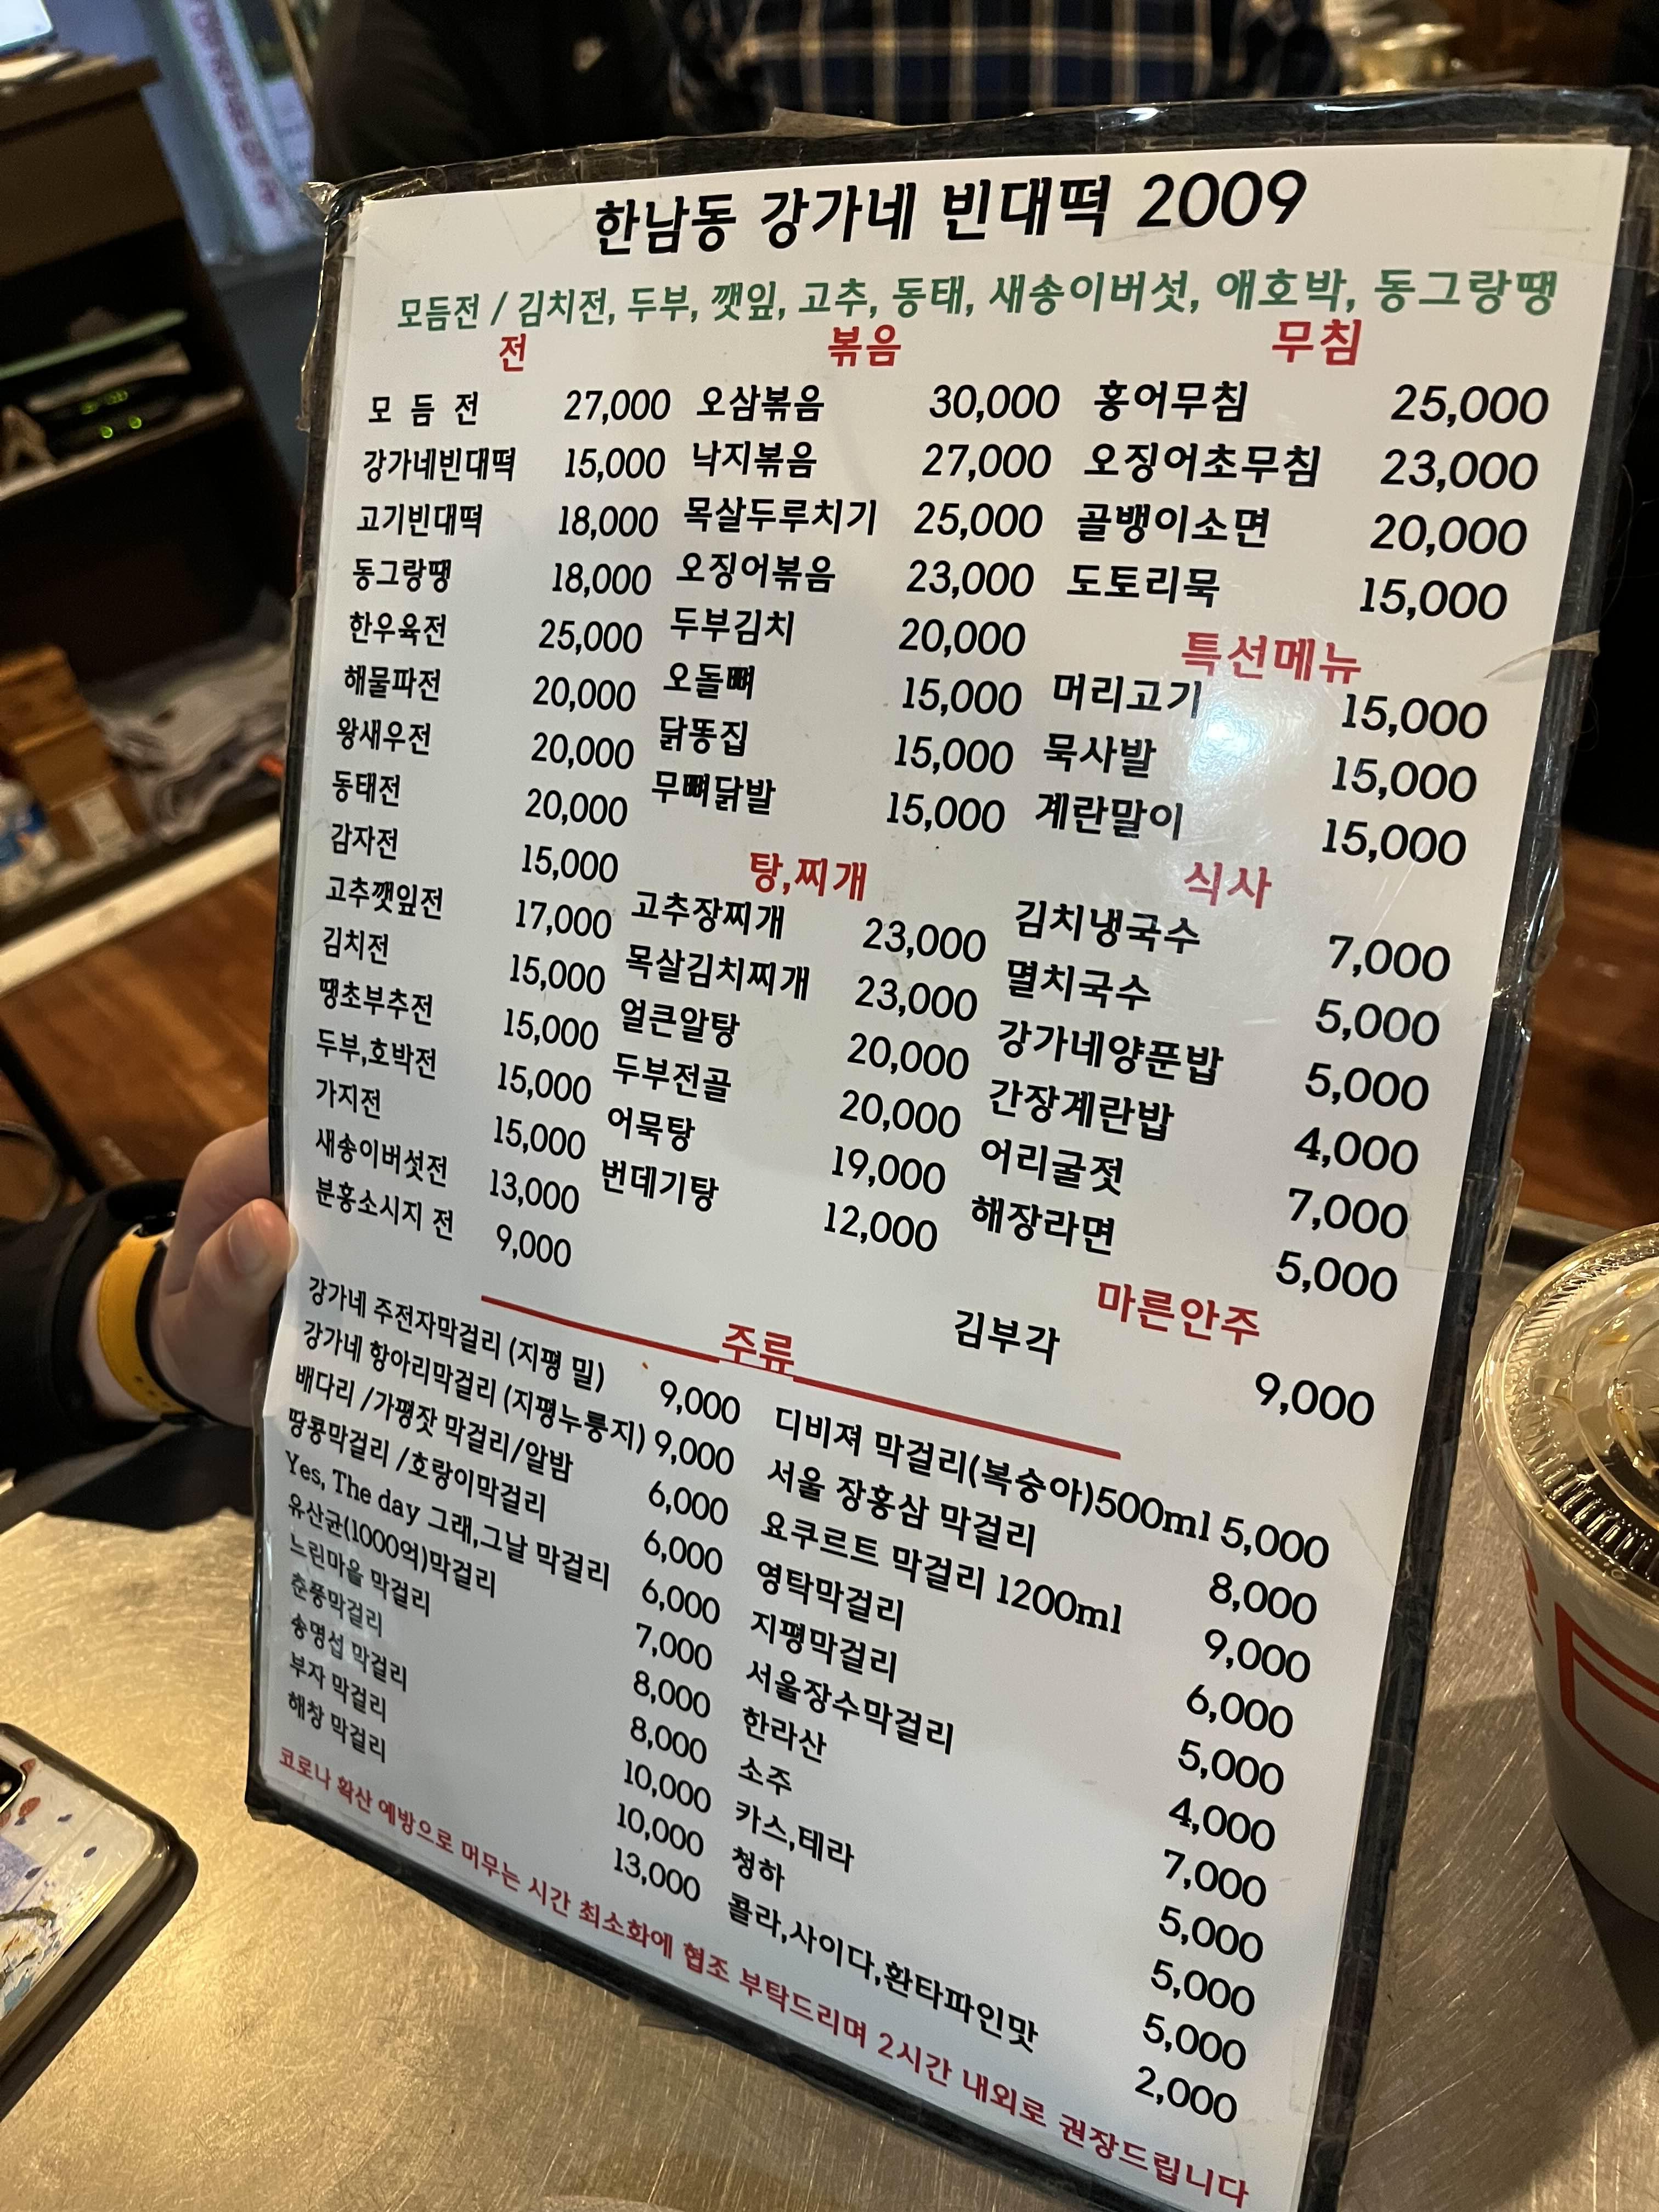 한남동 강가네 빈대떡 2009
모듬전 / 김치전, 두부, 깻잎, 고추, 동태, 새송이버섯, 애호박, 동그랑땡
전
모 듬 전 27,000
강가네빈대떡 15,000
고기빈대떡 18,000
동그랑땡 18,000
한우육전 25,000
해물파전 20,000
왕새우전 20,000
동태전 20,000
감자전 15,000
고추깻잎전 17,000
김치전 15,000
땡초부추전 15,000
두부,호박전 15,000
가지전 15,000
새송이버섯전 13,000
분홍소시지 전 9,000
볶음
오삼볶음 30,000
낙지볶음 27,000
목살두루치기 25,000
오징어볶음 23,000
두부김치 20,000
오돌뼈 15,000
닭똥집 15,000
무뼈닭발 15,000
탕,찌개
고추장찌개 23,000
목살김치찌개 23,000
얼큰알탕 20,000
두부전골 20,000
어묵탕 19,000
번데기탕 12,000
무침
홍어무침 25,000
오징어초무침 23,000
골뱅이소면 20,000
도토리묵 15,000
특선메뉴
머리고기 15,000
묵사발 15,000
계란말이 15,000
식사
김치냉국수 7,000
멸치국수 5,000
강가네양푼밥 5,000
간장계란밥 4,000
어리굴젓 7,000
해장라면 5,000
마른안주
김부각 9,000
주류
강가네 주전자막걸리 (지평 밀) 9,000
강가네 항아리막걸리 (지평누룽지) 9,000
배다리 /가평잣 막걸리/알밤 6,000
땅콩막걸리 /호랑이막걸리 6,000
Yes, The day 그래,그날 막걸리 6,000
유산균(1000억)막걸리 7,000
느린마을 막걸리 8,000
춘풍막걸리 8,000
송명섭 막걸리 10,000
부자 막걸리 10,000
해창 막걸리 13,000
디비져 막걸리(복숭아)500ml 5,000
서울 장홍삼 막걸리 8,000
요쿠르트 막걸리 1200ml 9,000
영탁막걸리 6,000
지평막걸리 5,000
서울장수막걸리 4,000
한라산 7,000
소주 5,000
카스,테라 5,000
청하 5,000
콜라,사이다,환타파인맛 2,000
코로나 확산 예방으로 머무는 시간 최소화에 협조 부탁드리며 2시간 내외로 권장드립니다